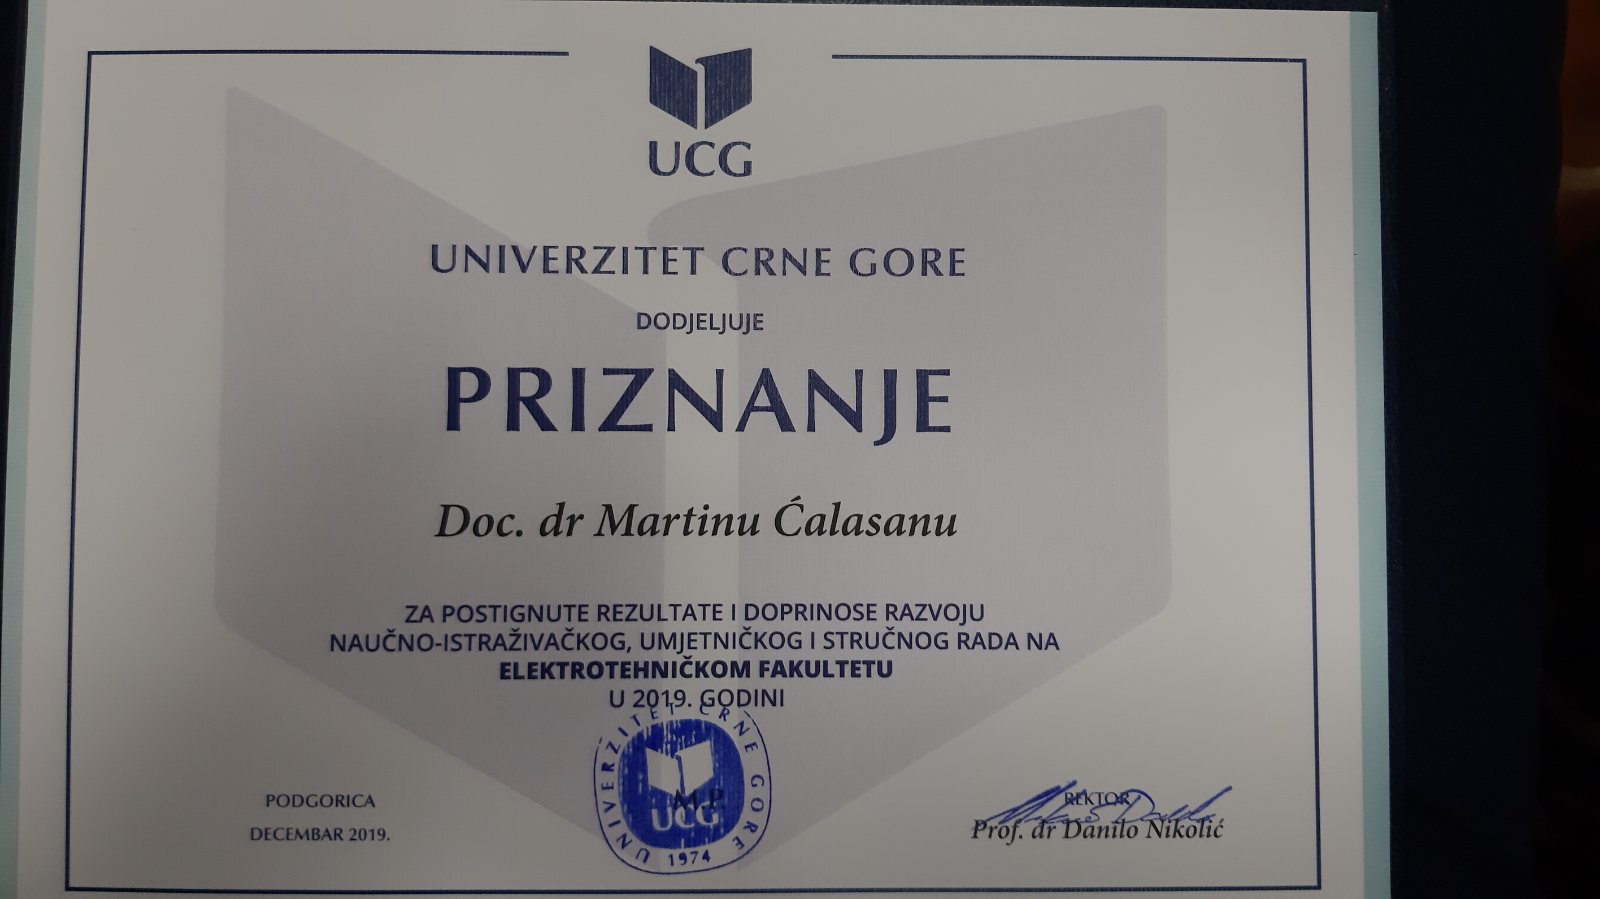 UCG
UNIVERZITET CRNE GORE
DODJELJUJE
PRIZNANJE
Doc. dr Martinu Ćalasanu
ZA POSTIGNUTE REZULTATE I DOPRINOSE RAZVOJU
NAUČNO-ISTRAŽIVAČKOG, UMJETNIČKOG I STRUČNOG RADA NA
ELEKTROTEHNIČKOM FAKULTETU
U 2019. GODINI
UNIVERZITET CRNE GORE
M.P
UCG
1974
PODGORICA
DECEMBAR 2019.
REKTOR
Prof. dr Danilo Nikolić